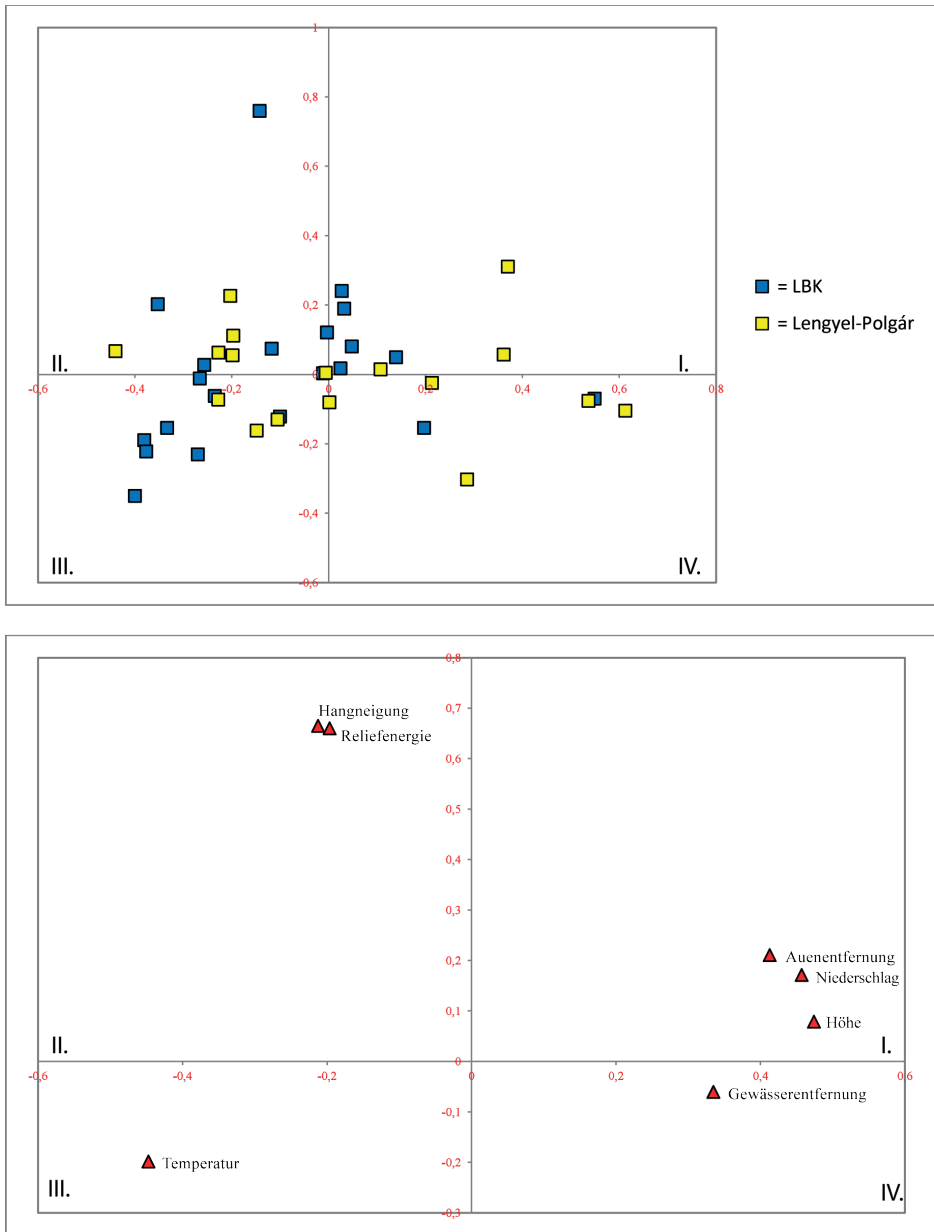 1
0,8
0,6
0,4
0,2
= LBK
= Lengyel-Polgár
II.
I.
-0,6
-0,4
-0,2
0
0,2
0,4
0,6
0,8
-0,2
-0,4
III.
IV.
-0,6
0,8
0,7
Hangneigung
Reliefenergie
0,6
0,5
0,4
0,3
0,2
Auenentfernung
Niederschlag
0,1
Höhe
II.
I.
0
-0,6
-0,4
-0,2
0
0,2
0,4
0,6
-0,1
Gewässerentfernung
Temperatur
-0,2
III.
IV.
-0,3